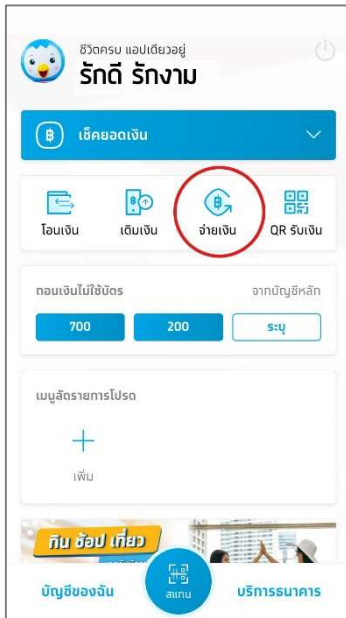 ชีวิตครบ แอปเดียวอยู่
รักดี รักงาม
฿ เช็คยอดเงิน
โอนเงิน เติมเงิน จ่ายเงิน QR รับเงิน
ถอนเงินไม่ใช้บัตร จากบัญชีหลัก
700 200 ระบุ
เมนูลัดรายการโปรด
เพิ่ม
กิน ช้อป เที่ยว
บัญชีของฉัน สแกน บริการธนาคาร